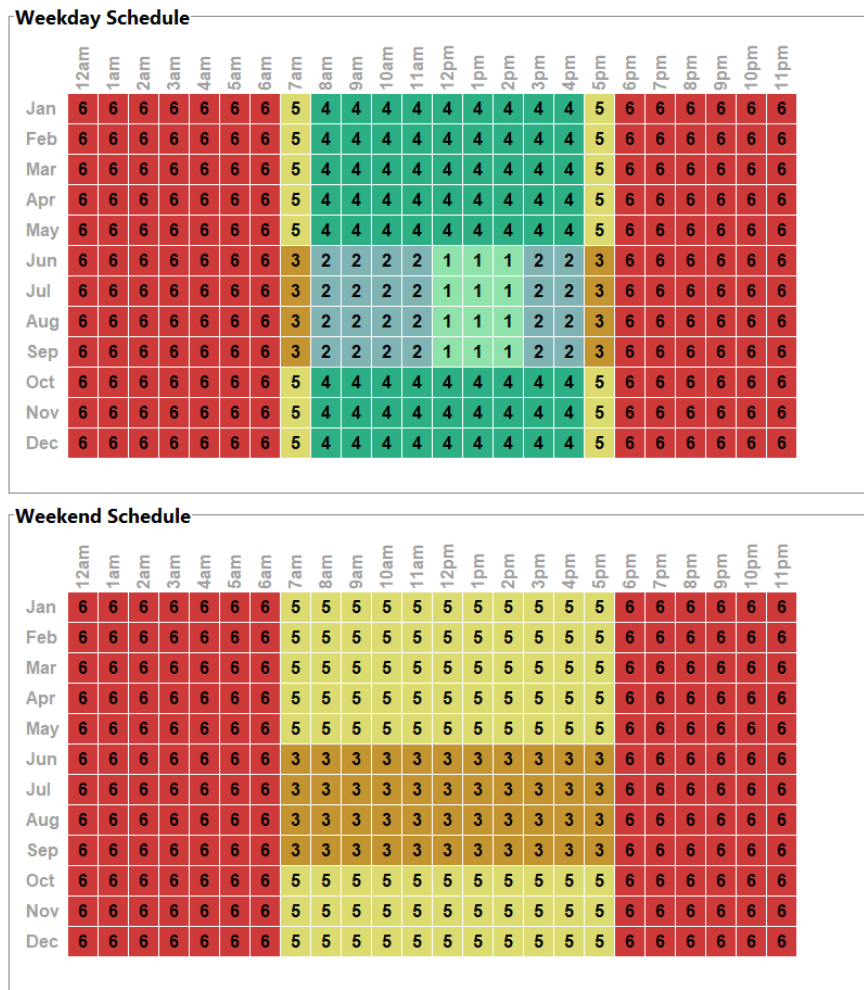 Weekday Schedule
12am 1am 2am 3am 4am 5am 6am 7am 8am 9am 10am 11am 12pm 1pm 2pm 3pm 4pm 5pm 6pm 7pm 8pm 9pm 10pm 11pm
Jan 6 6 6 6 6 6 6 5 4 4 4 4 4 4 4 4 4 5 6 6 6 6 6 6
Feb 6 6 6 6 6 6 6 5 4 4 4 4 4 4 4 4 4 5 6 6 6 6 6 6
Mar 6 6 6 6 6 6 6 5 4 4 4 4 4 4 4 4 4 5 6 6 6 6 6 6
Apr 6 6 6 6 6 6 6 5 4 4 4 4 4 4 4 4 4 5 6 6 6 6 6 6
May 6 6 6 6 6 6 6 5 4 4 4 4 4 4 4 4 4 5 6 6 6 6 6 6
Jun 6 6 6 6 6 6 6 3 2 2 2 2 1 1 1 2 2 3 6 6 6 6 6 6
Jul 6 6 6 6 6 6 6 3 2 2 2 2 1 1 1 2 2 3 6 6 6 6 6 6
Aug 6 6 6 6 6 6 6 3 2 2 2 2 1 1 1 2 2 3 6 6 6 6 6 6
Sep 6 6 6 6 6 6 6 3 2 2 2 2 1 1 1 2 2 3 6 6 6 6 6 6
Oct 6 6 6 6 6 6 6 5 4 4 4 4 4 4 4 4 4 5 6 6 6 6 6 6
Nov 6 6 6 6 6 6 6 5 4 4 4 4 4 4 4 4 4 5 6 6 6 6 6 6
Dec 6 6 6 6 6 6 6 5 4 4 4 4 4 4 4 4 4 5 6 6 6 6 6 6
Weekend Schedule
12am 1am 2am 3am 4am 5am 6am 7am 8am 9am 10am 11am 12pm 1pm 2pm 3pm 4pm 5pm 6pm 7pm 8pm 9pm 10pm 11pm
Jan 6 6 6 6 6 6 6 5 5 5 5 5 5 5 5 5 5 5 6 6 6 6 6 6
Feb 6 6 6 6 6 6 6 5 5 5 5 5 5 5 5 5 5 5 6 6 6 6 6 6
Mar 6 6 6 6 6 6 6 5 5 5 5 5 5 5 5 5 5 5 6 6 6 6 6 6
Apr 6 6 6 6 6 6 6 5 5 5 5 5 5 5 5 5 5 5 6 6 6 6 6 6
May 6 6 6 6 6 6 6 5 5 5 5 5 5 5 5 5 5 5 6 6 6 6 6 6
Jun 6 6 6 6 6 6 6 3 3 3 3 3 3 3 3 3 3 3 6 6 6 6 6 6
Jul 6 6 6 6 6 6 6 3 3 3 3 3 3 3 3 3 3 3 6 6 6 6 6 6
Aug 6 6 6 6 6 6 6 3 3 3 3 3 3 3 3 3 3 3 6 6 6 6 6 6
Sep 6 6 6 6 6 6 6 3 3 3 3 3 3 3 3 3 3 3 6 6 6 6 6 6
Oct 6 6 6 6 6 6 6 5 5 5 5 5 5 5 5 5 5 5 6 6 6 6 6 6
Nov 6 6 6 6 6 6 6 5 5 5 5 5 5 5 5 5 5 5 6 6 6 6 6 6
Dec 6 6 6 6 6 6 6 5 5 5 5 5 5 5 5 5 5 5 6 6 6 6 6 6